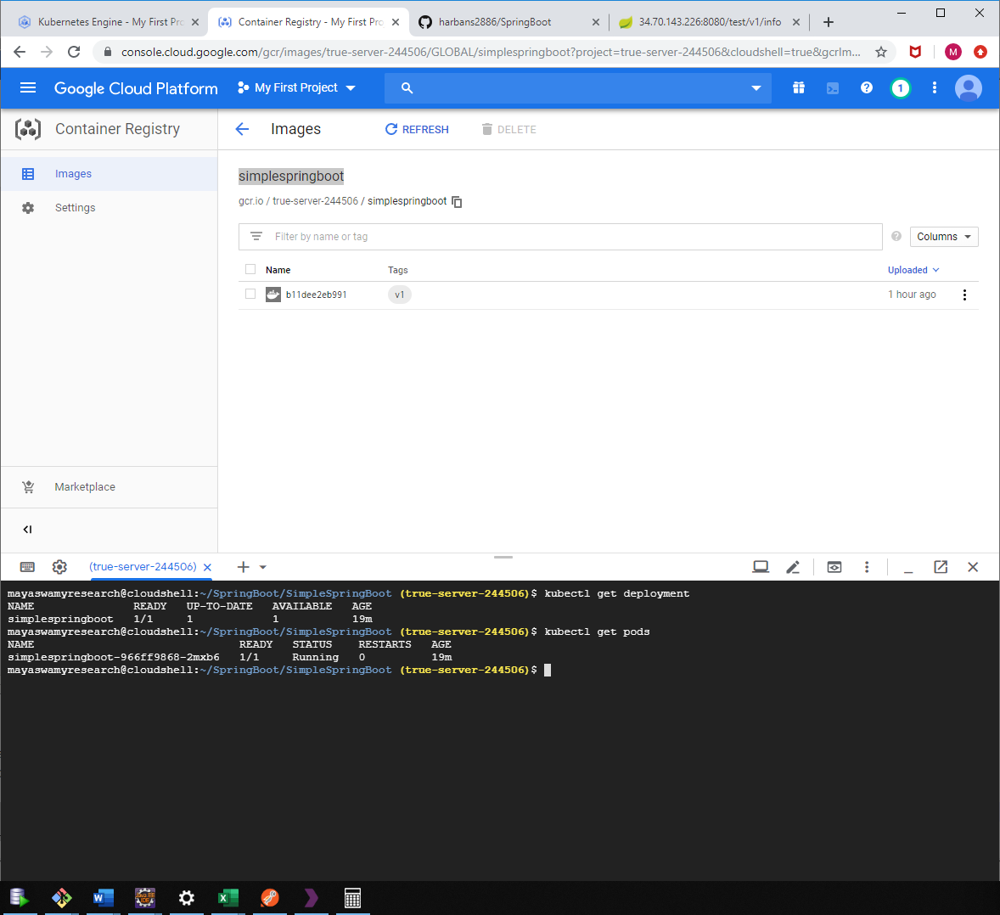 Kubernetes Engine - My First Pro
Container Registry - My First Pro
harbans2886/SpringBoot
34.70.143.226:8080/test/v1/info
console.cloud.google.com/gcr/images/true-server-244506/GLOBAL/simplespringboot?project=true-server-244506&cloudshell=true&gcrIm...
M
Google Cloud Platform
My First Project
1
Container Registry
Images
REFRESH
DELETE
Images
Settings
simplespringboot
gcr.io / true-server-244506 / simplespringboot
Filter by name or tag
Columns
Name Tags Uploaded
b11dee2eb991 v1 1 hour ago
Marketplace
(true-server-244506)
mayaswamyresearch@cloudshell:~/SpringBoot/SimpleSpringBoot (true-server-244506)$ kubectl get deployment
NAME READY UP-TO-DATE AVAILABLE AGE
simplespringboot 1/1 1 1 19m
mayaswamyresearch@cloudshell:~/SpringBoot/SimpleSpringBoot (true-server-244506)$ kubectl get pods
NAME READY STATUS RESTARTS AGE
simplespringboot-966ff9868-2mxb6 1/1 Running 0 19m
mayaswamyresearch@cloudshell:~/SpringBoot/SimpleSpringBoot (true-server-244506)$